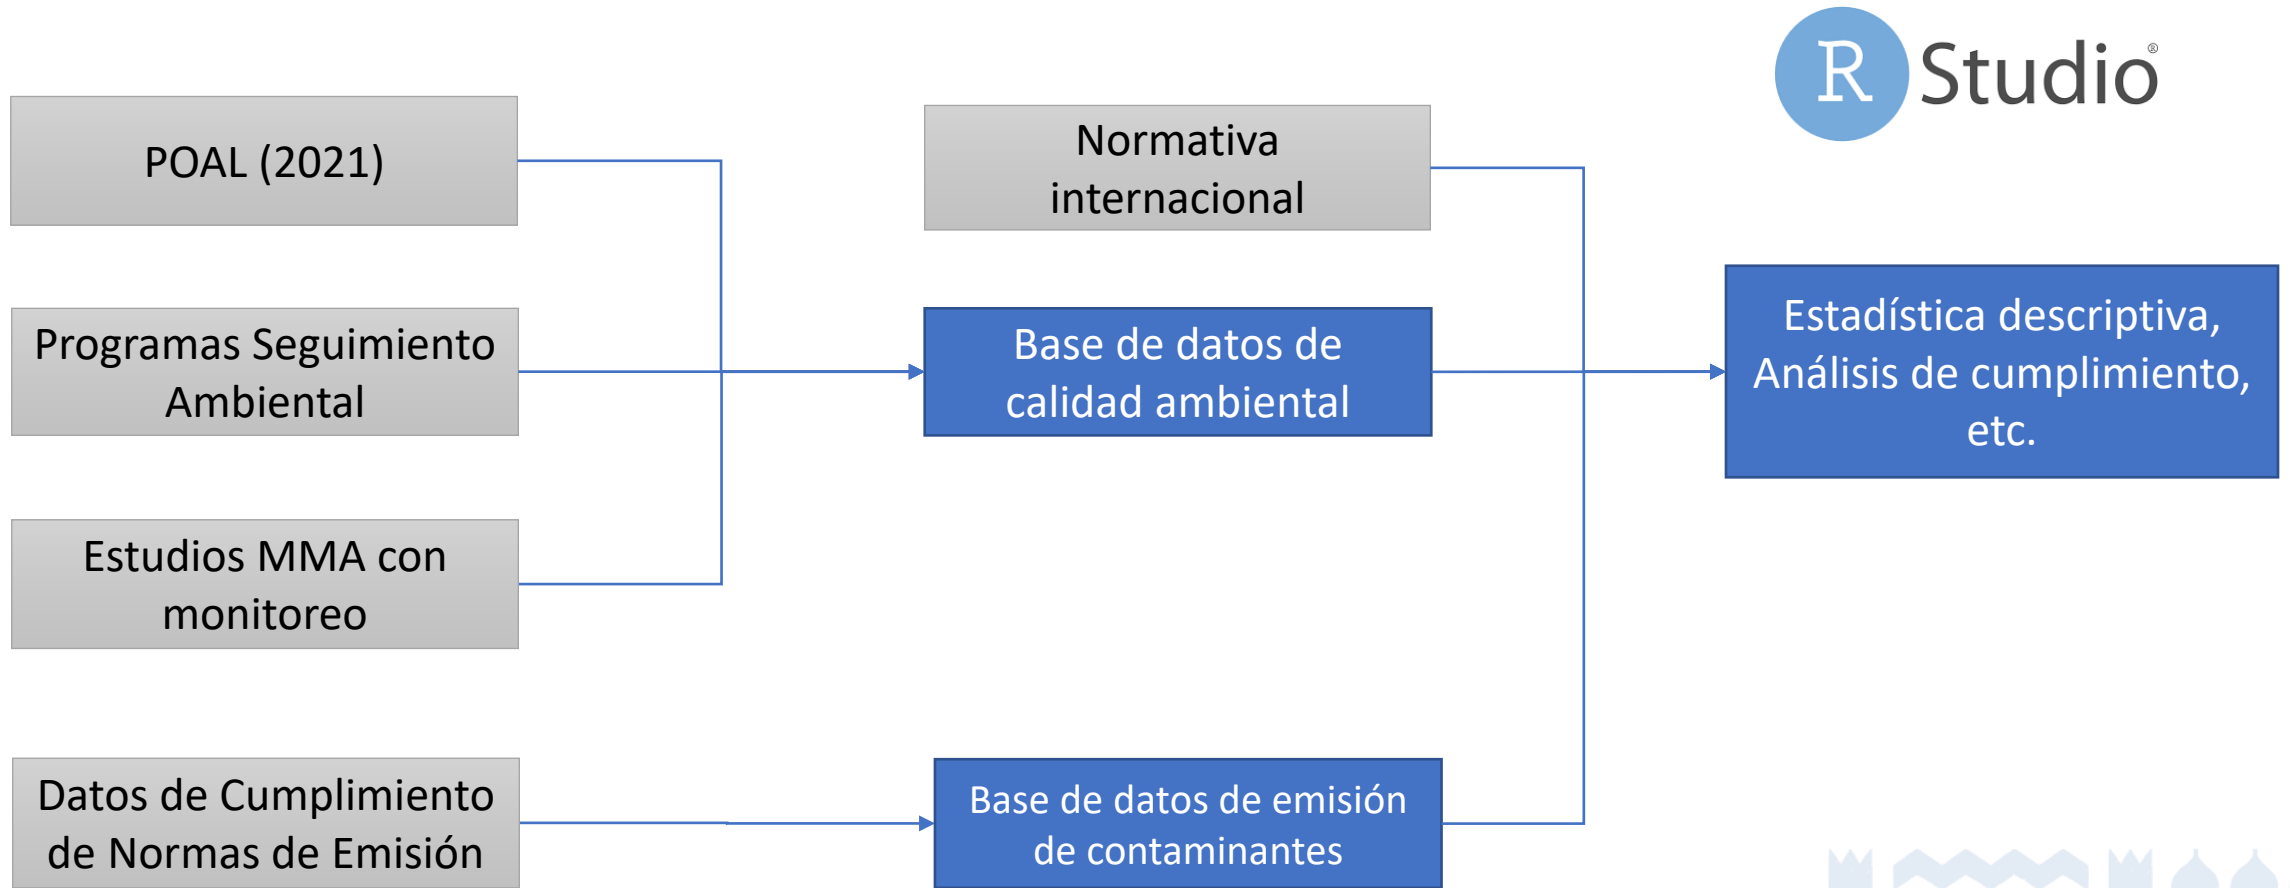 R Studio®
POAL (2021)
Normativa
internacional
Programas Seguimiento
Ambiental
Base de datos de
calidad ambiental
Estadística descriptiva,
Análisis de cumplimiento,
etc.
Estudios MMA con
monitoreo
Datos de Cumplimiento
de Normas de Emisión
Base de datos de emisión
de contaminantes